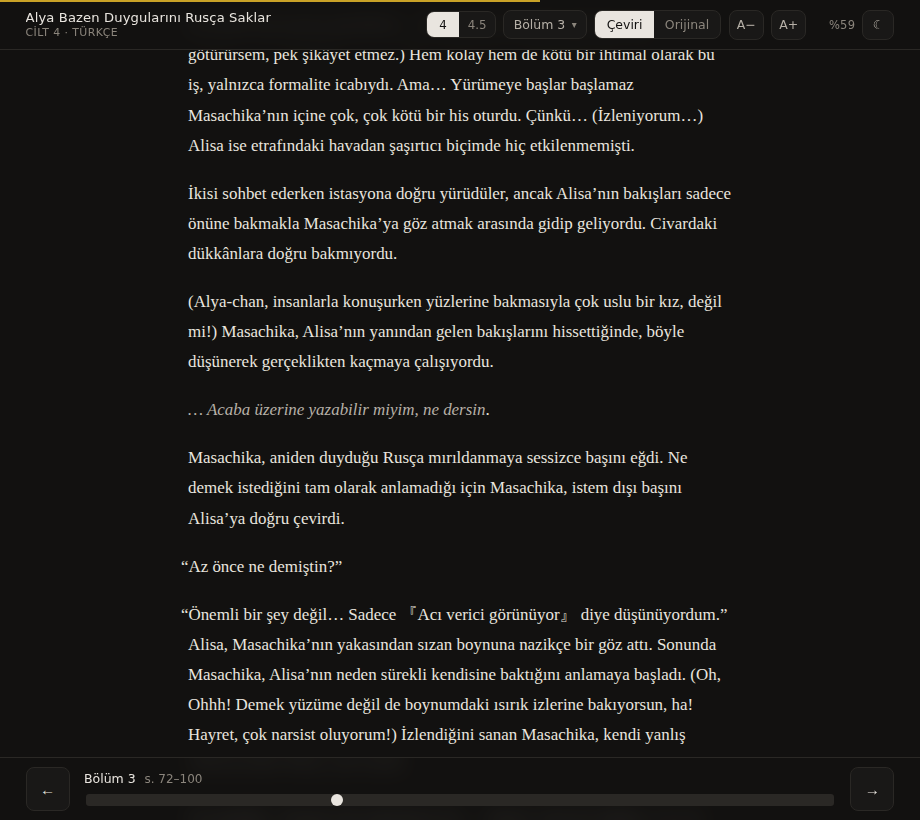 Alya Bazen Duygularını Rusça Saklar
CİLT 4 · TÜRKÇE
4
4.5
Bölüm 3 ▾
Çeviri
Orijinal
A−
A+
%59
☾
götürürsem, pek şikâyet etmez.) Hem kolay hem de kötü bir ihtimal olarak bu
iş, yalnızca formalite icabıydı. Ama… Yürümeye başlar başlamaz
Masachika’nın içine çok, çok kötü bir his oturdu. Çünkü… (İzleniyorum…)
Alisa ise etrafındaki havadan şaşırtıcı biçimde hiç etkilenmemişti.
İkisi sohbet ederken istasyona doğru yürüdüler, ancak Alisa’nın bakışları sadece
önüne bakmakla Masachika’ya göz atmak arasında gidip geliyordu. Civardaki
dükkânlara doğru bakmıyordu.
(Alya-chan, insanlarla konuşurken yüzlerine bakmasıyla çok uslu bir kız, değil
mi!) Masachika, Alisa’nın yanından gelen bakışlarını hissettiğinde, böyle
düşünerek gerçeklikten kaçmaya çalışıyordu.
… Acaba üzerine yazabilir miyim, ne dersin.
Masachika, aniden duyduğu Rusça mırıldanmaya sessizce başını eğdi. Ne
demek istediğini tam olarak anlamadığı için Masachika, istem dışı başını
Alisa’ya doğru çevirdi.
“Az önce ne demiştin?”
“Önemli bir şey değil… Sadece 『Acı verici görünüyor』 diye düşünüyordum.”
Alisa, Masachika’nın yakasından sızan boynuna nazikçe bir göz attı. Sonunda
Masachika, Alisa’nın neden sürekli kendisine baktığını anlamaya başladı. (Oh,
Ohhh! Demek yüzüme değil de boynumdaki ısırık izlerine bakıyorsun, ha!
Hayret, çok narsist oluyorum!) İzlendiğini sanan Masachika, kendi yanlış
←
Bölüm 3 s. 72–100
→